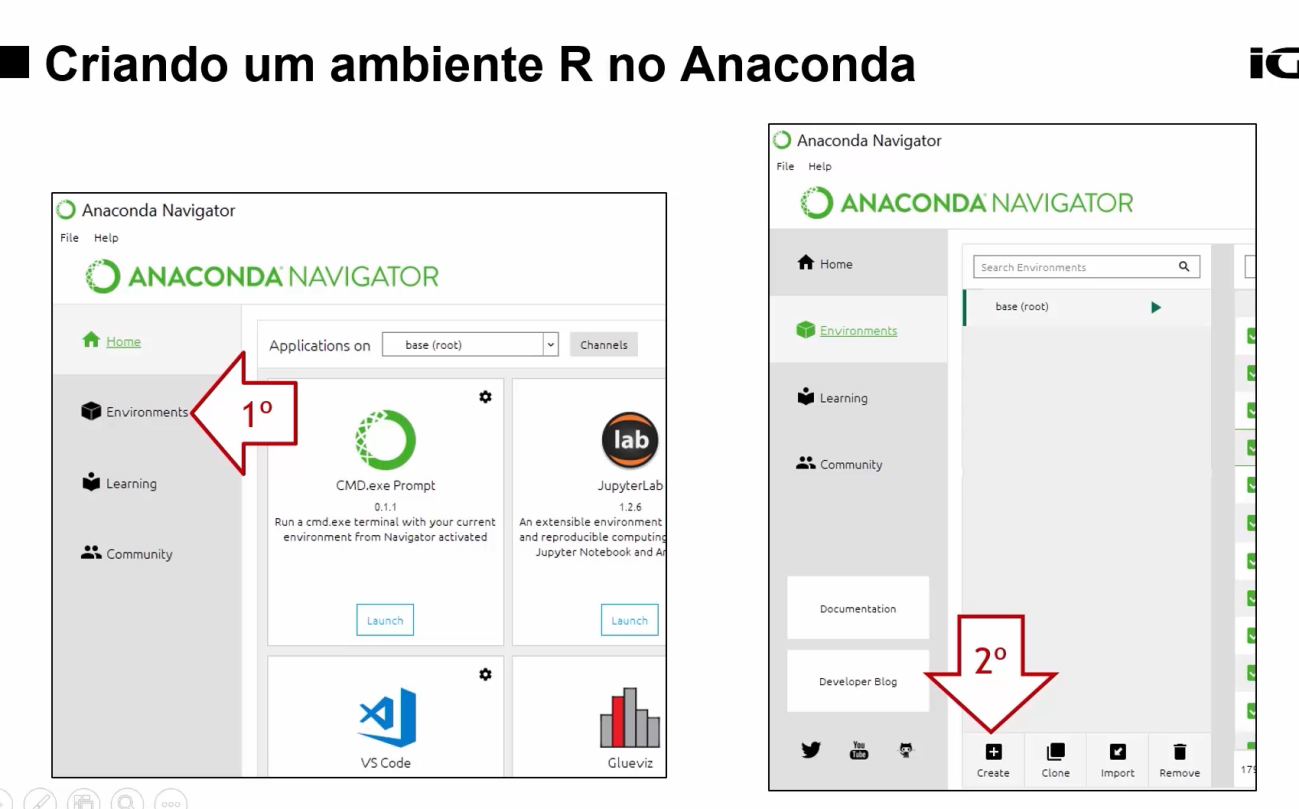 Criando um ambiente R no Anaconda
Anaconda Navigator
File Help
ANACONDA NAVIGATOR
Home
Environments
Learning
Community
1º
Applications on base (root) Channels
CMD.exe Prompt
0.1.1
Run a cmd.exe terminal with your current
environment from Navigator activated
Launch
lab
JupyterLab
1.2.6
An extensible environment
and reproducible computing
Jupyter Notebook and
Launch
VS Code
Glueviz
Anaconda Navigator
File Help
ANACONDA NAVIGATOR
Home
Environments
Learning
Community
Documentation
Developer Blog
You
Tube
Search Environments
base (root)
2º
Create Clone Import Remove